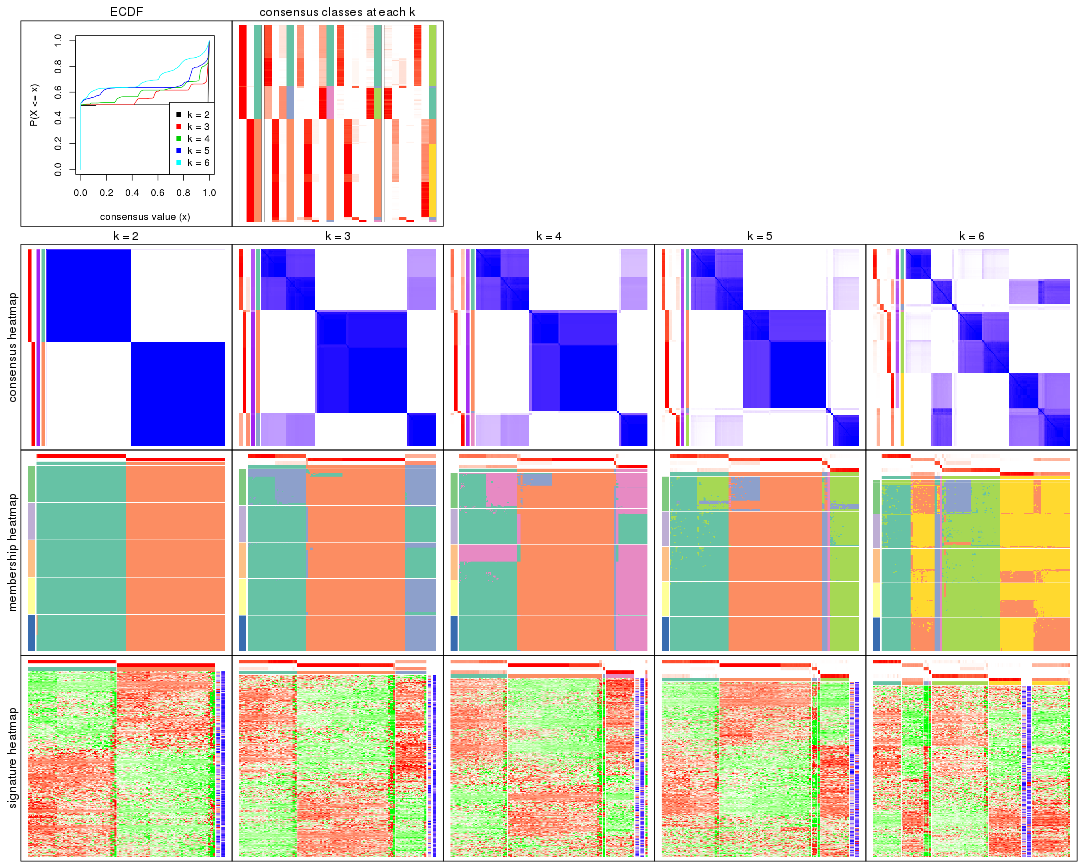 ECDF
consensus classes at each k
P(X <= x)
0.0 0.2 0.4 0.6 0.8 1.0
k = 2
k = 3
k = 4
k = 5
k = 6
0.0 0.2 0.4 0.6 0.8 1.0
consensus value (x)
k = 2
k = 3
k = 4
k = 5
k = 6
consensus heatmap
membership heatmap
signature heatmap